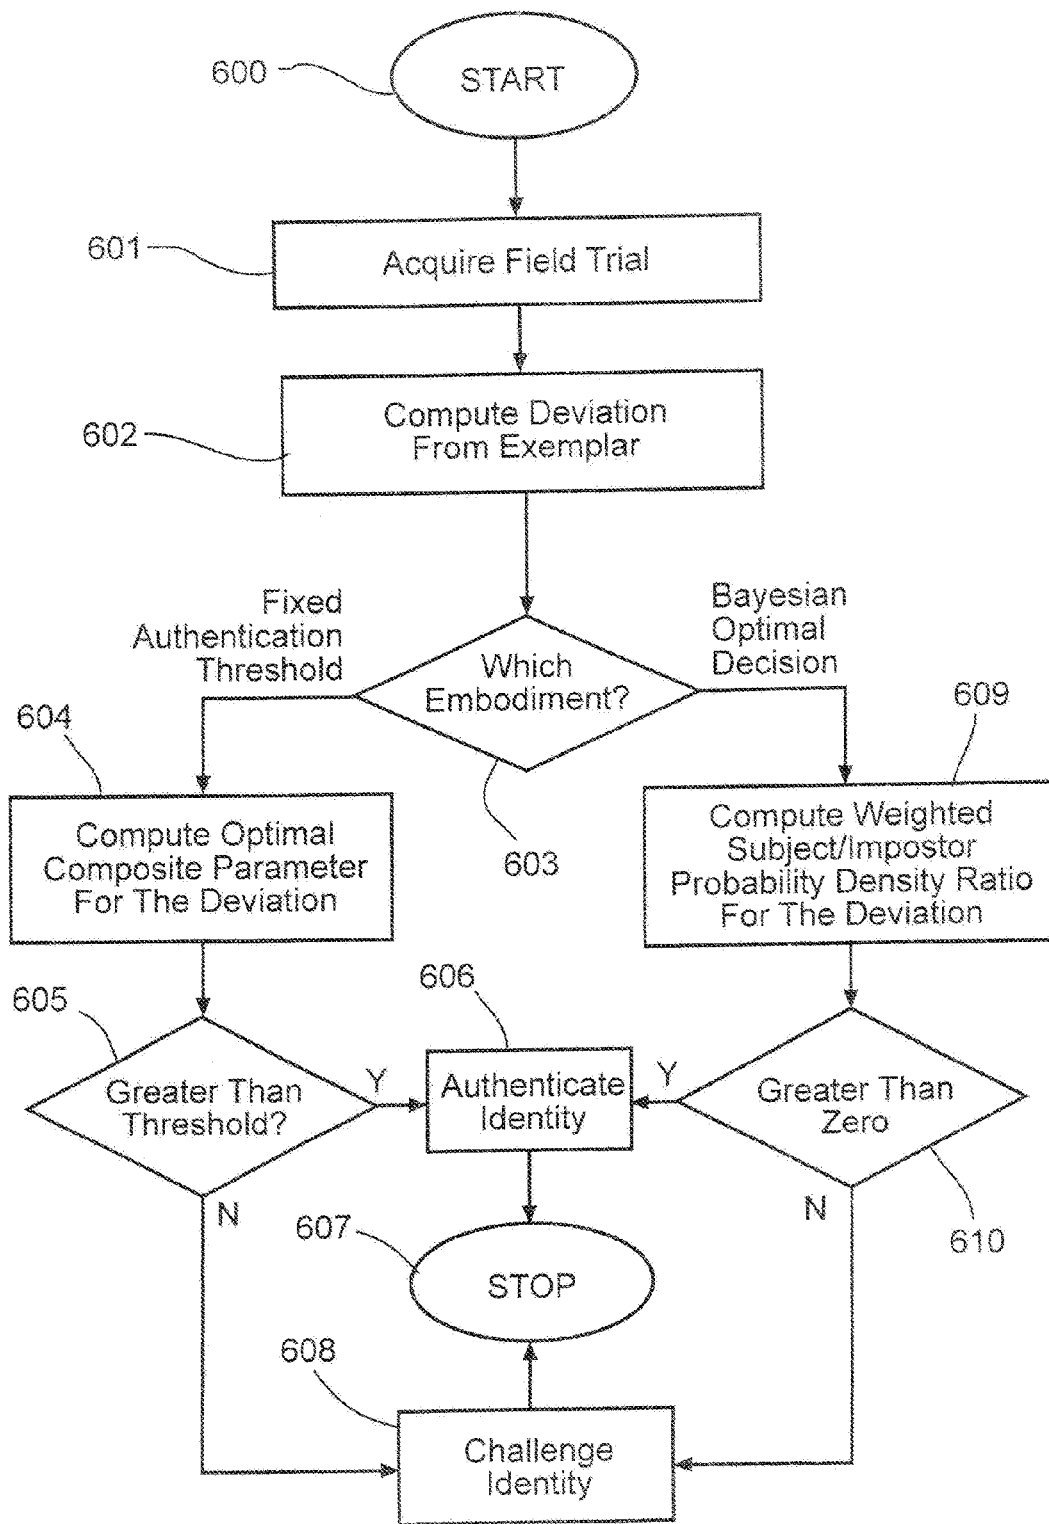 600
START
601
Acquire Field Trial
602
Compute Deviation
From Exemplar
Fixed
Authentication
Threshold
Bayesian
Optimal
Decision
Which
Embodiment?
603
604
Compute Optimal
Composite Parameter
For The Deviation
609
Compute Weighted
Subject/Impostor
Probability Density Ratio
For The Deviation
605
Greater Than
Threshold?
Y
N
606
Authenticate
Identity
Y
Greater Than
Zero
N
610
607
STOP
608
Challenge
Identity